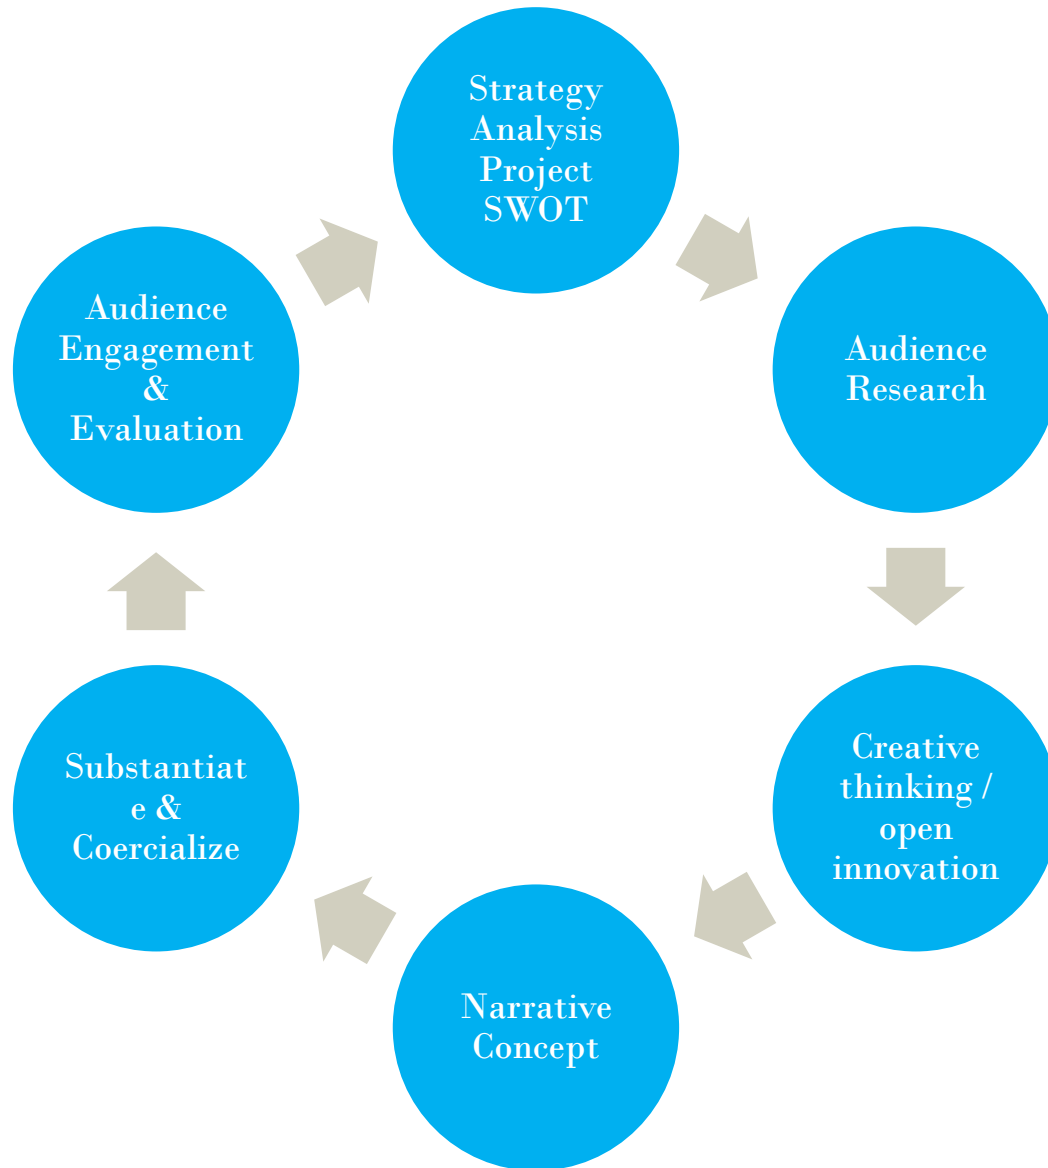 Strategy
Analysis
Project
SWOT
Audience
Research
Creative
thinking /
open
innovation
Narrative
Concept
Substantiat
e &
Coercialize
Audience
Engagement
&
Evaluation